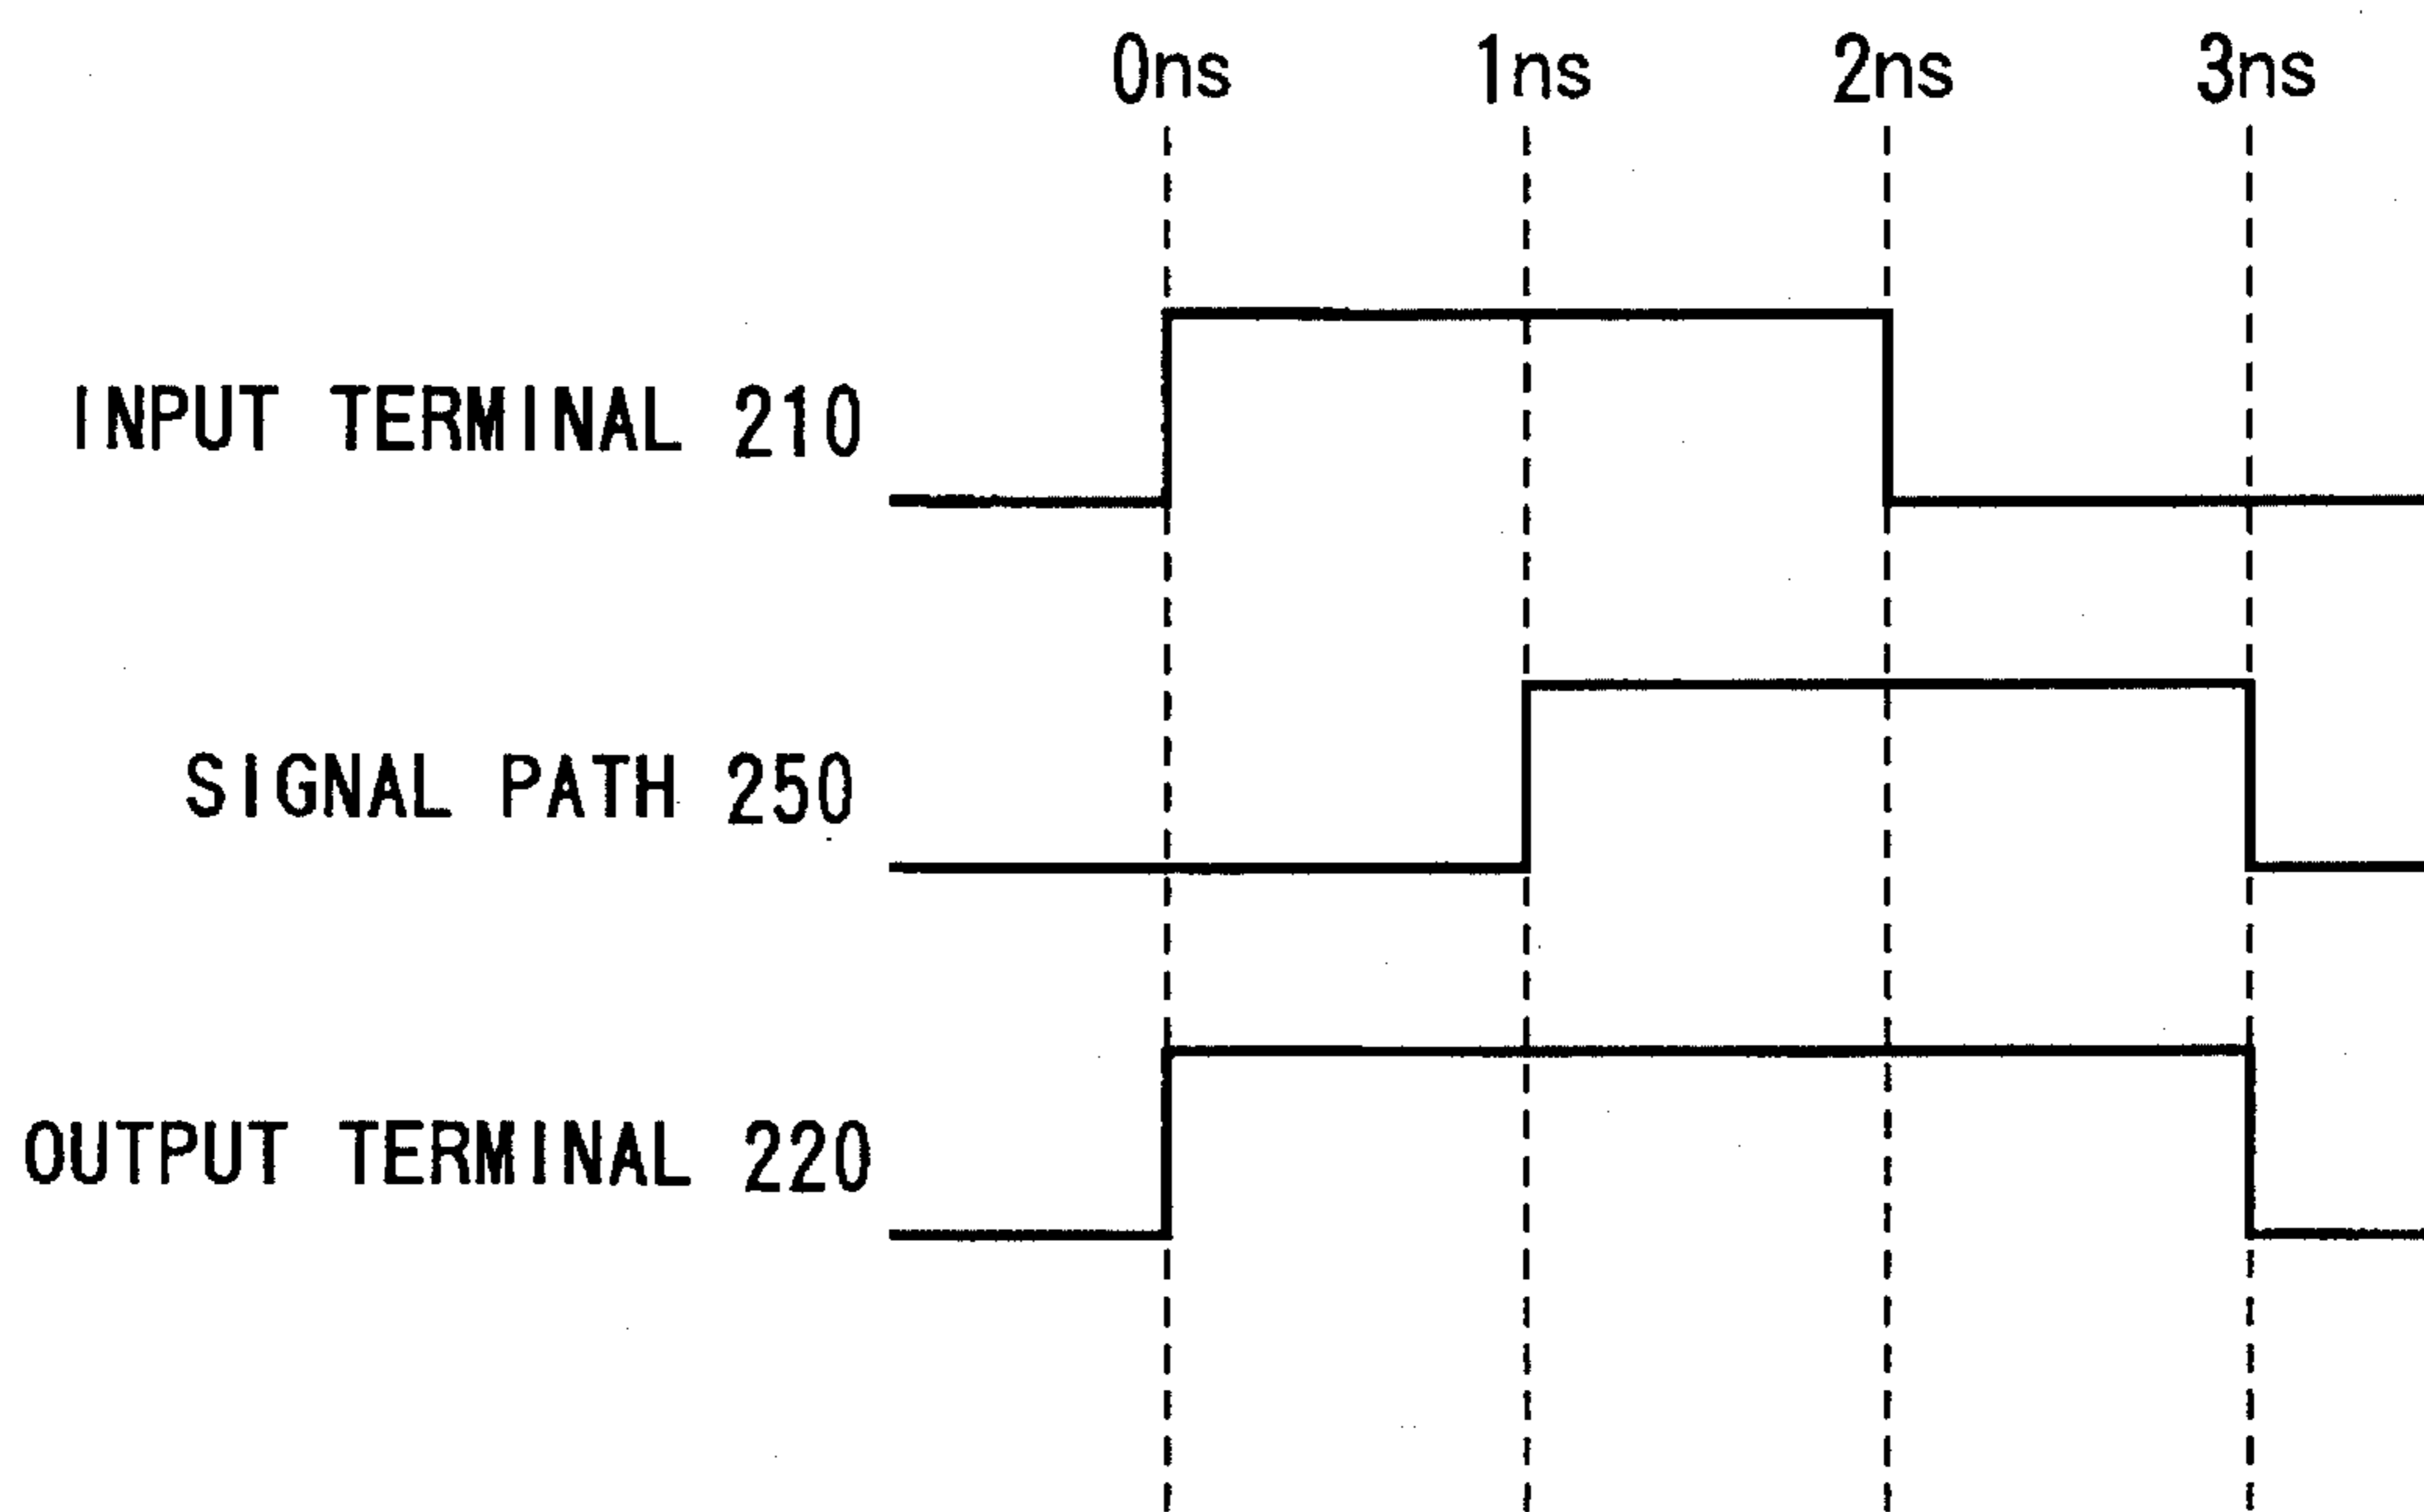 0ns 1ns 2ns 3ns
INPUT TERMINAL 210
SIGNAL PATH 250
OUTPUT TERMINAL 220